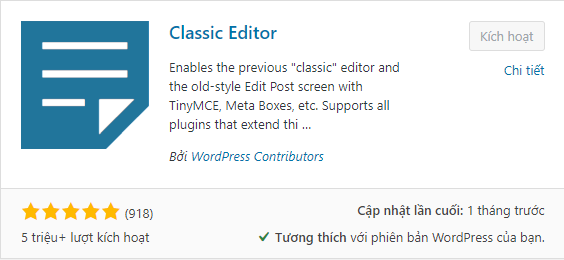 Classic Editor
Kích hoạt
Enables the previous "classic" editor and
the old-style Edit Post screen with
TinyMCE, Meta Boxes, etc. Supports all
plugins that extend thi ...
Chi tiết
Bởi WordPress Contributors
(918)
Cập nhật lần cuối: 1 tháng trước
5 triệu+ lượt kích hoạt
Tương thích với phiên bản WordPress của bạn.